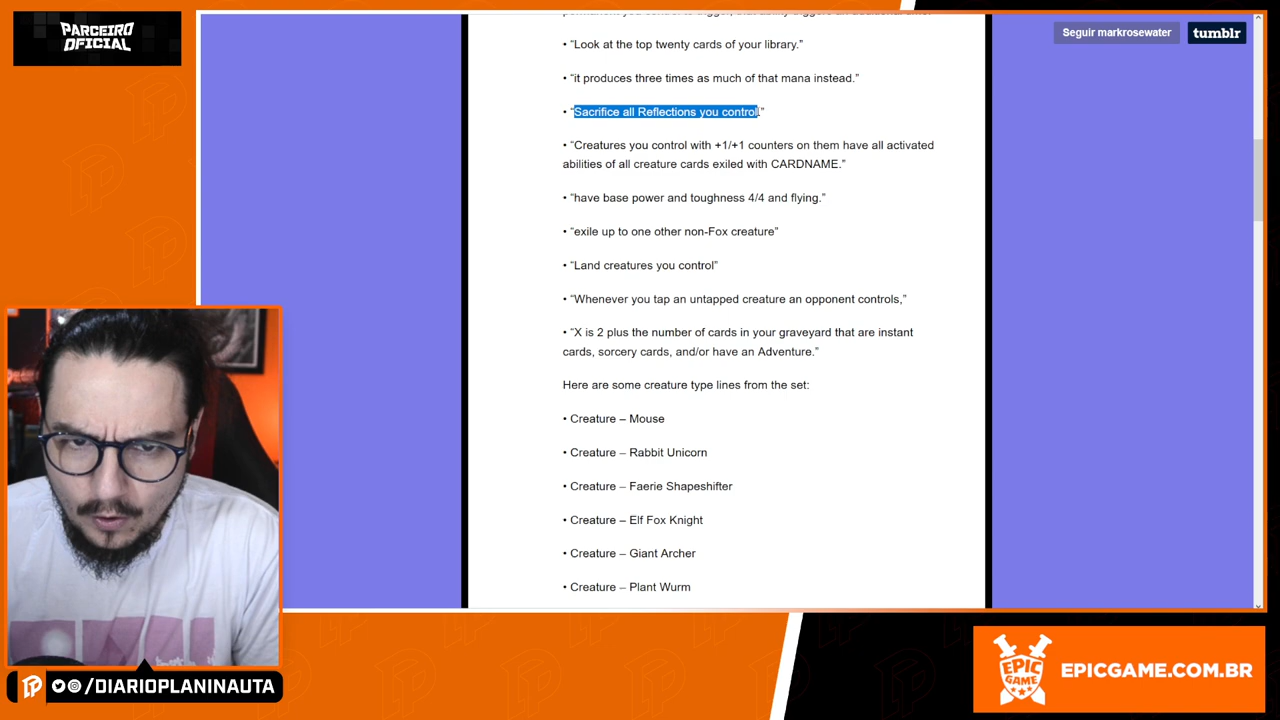 PARCEIRO
OFICIAL
Seguir markrosewater
tumblr
• “Look at the top twenty cards of your library.”
• “it produces three times as much of that mana instead.”
• “Sacrifice all Reflections you control.”
• “Creatures you control with +1/+1 counters on them have all activated
abilities of all creature cards exiled with CARDNAME.”
• “have base power and toughness 4/4 and flying.”
• “exile up to one other non-Fox creature”
• “Land creatures you control”
• “Whenever you tap an untapped creature an opponent controls,”
• “X is 2 plus the number of cards in your graveyard that are instant
cards, sorcery cards, and/or have an Adventure.”
Here are some creature type lines from the set:
• Creature – Mouse
• Creature – Rabbit Unicorn
• Creature – Faerie Shapeshifter
• Creature – Elf Fox Knight
• Creature – Giant Archer
• Creature – Plant Wurm
/DIARIOPLANINAUTA
EPIC
GAME
EPICGAME.COM.BR